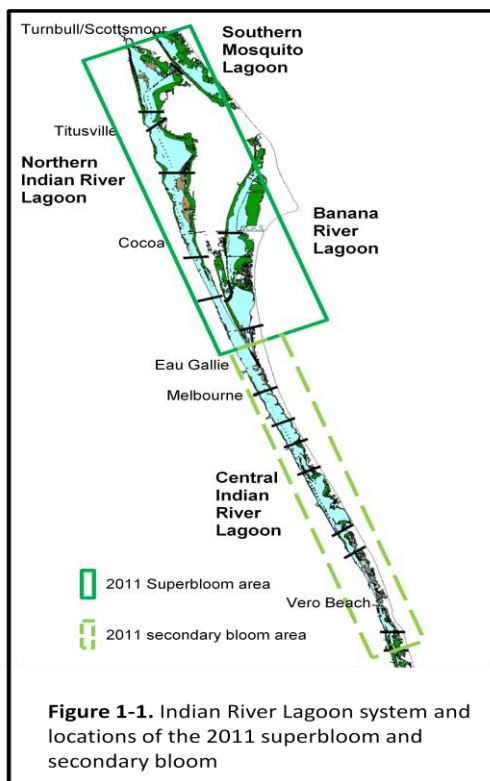 Turnbull/Scottsmoor
Southern
Mosquito
Lagoon
Titusville
Northern
Indian River
Lagoon
Banana
River
Lagoon
Cocoa
Eau Gallie
Melbourne
Central
Indian
River
Lagoon
2011 Superbloom area
Vero Beach
2011 secondary bloom area
Figure 1-1. Indian River Lagoon system and
locations of the 2011 superbloom and
secondary bloom